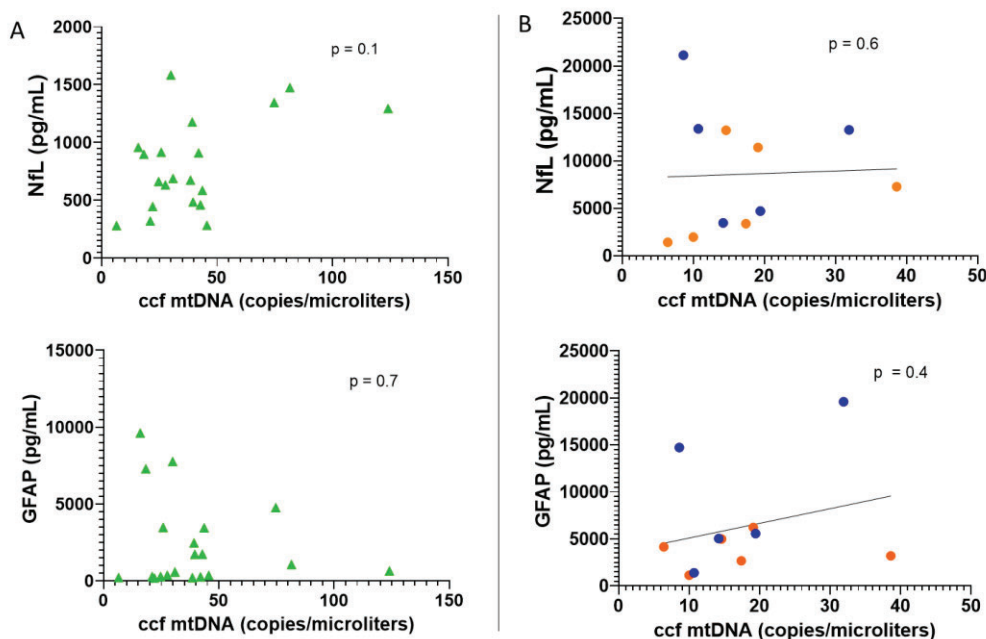 A
NfL (pg/mL)
2000
1500
1000
500
0
p = 0.1
0 50 100 150
ccf mtDNA (copies/microliters)
GFAP (pg/mL)
15000
10000
5000
0
p = 0.7
0 50 100 150
ccf mtDNA (copies/microliters)
B
NfL (pg/mL)
25000
20000
15000
10000
5000
0
p = 0.6
0 10 20 30 40 50
ccf mtDNA (copies/microliters)
GFAP (pg/mL)
25000
20000
15000
10000
5000
0
p = 0.4
0 10 20 30 40 50
ccf mtDNA (copies/microliters)